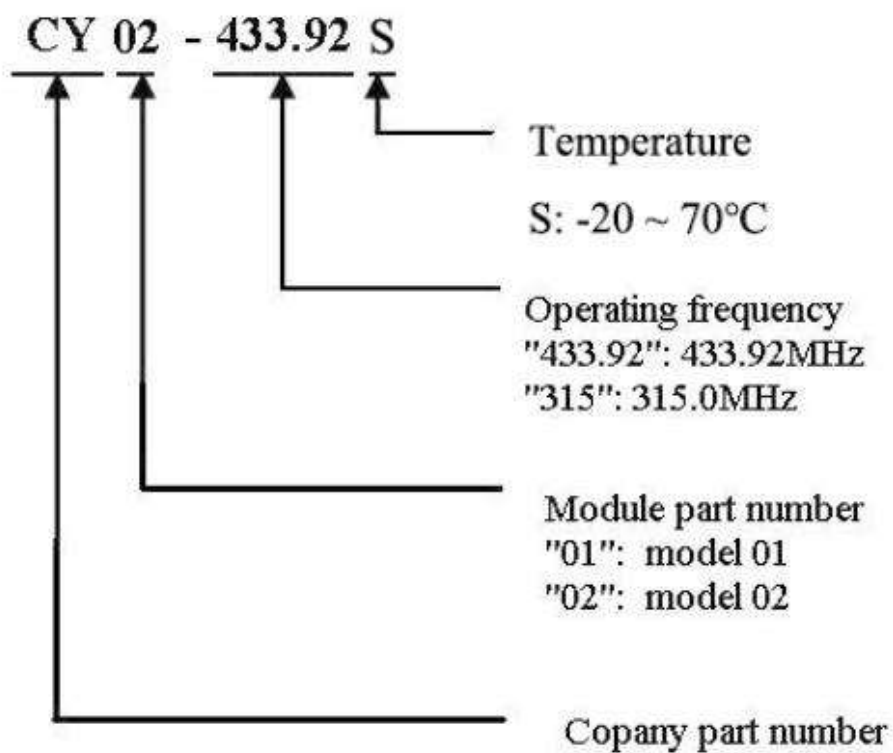 CY 02 - 433.92 S
Temperature
S: -20 ~ 70°C
Operating frequency
"433.92": 433.92MHz
"315": 315.0MHz
Module part number
"01": model 01
"02": model 02
Copany part number